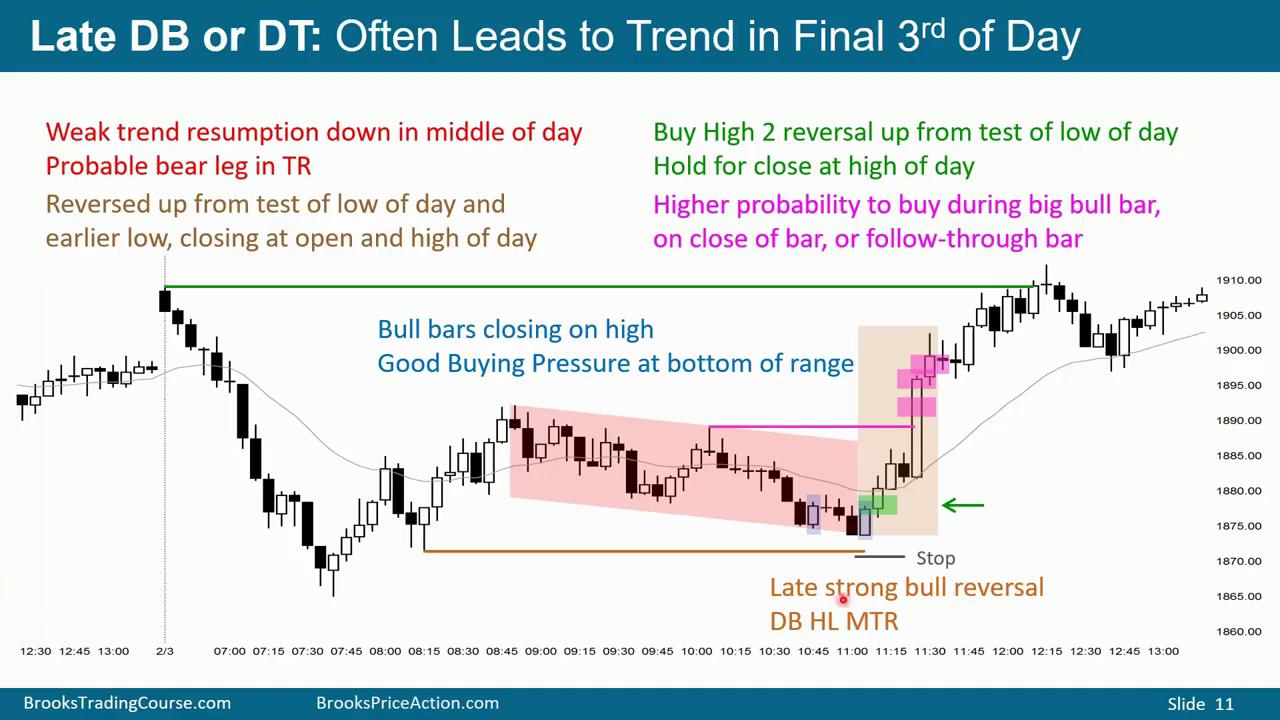 Late DB or DT: Often Leads to Trend in Final 3rd of Day
Weak trend resumption down in middle of day
Probable bear leg in TR
Reversed up from test of low of day and
earlier low, closing at open and high of day
Buy High 2 reversal up from test of low of day
Hold for close at high of day
Higher probability to buy during big bull bar,
on close of bar, or follow-through bar
Bull bars closing on high
Good Buying Pressure at bottom of range
1910.00
1905.00
1900.00
1895.00
1890.00
1885.00
1880.00
1875.00
1870.00
1865.00
1860.00
Stop
Late strong bull reversal
DB HL MTR
12:30 12:45 13:00 2/3 07:00 07:15 07:30 07:45 08:00 08:15 08:30 08:45 09:00 09:15 09:30 09:45 10:00 10:15 10:30 10:45 11:00 11:15 11:30 11:45 12:00 12:15 12:30 12:45 13:00
BrooksTradingCourse.com BrooksPriceAction.com Slide 11